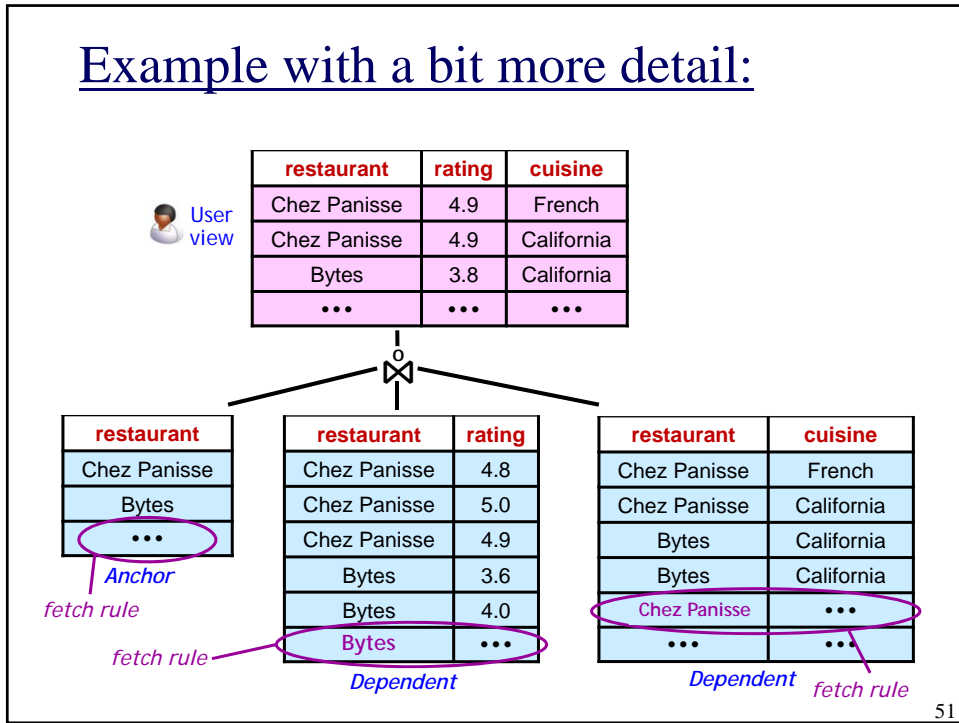 Example with a bit more detail:
User
view
restaurant rating cuisine
Chez Panisse 4.9 French
Chez Panisse 4.9 California
Bytes 3.8 California
••• ••• •••
o
restaurant
Chez Panisse
Bytes
•••
Anchor
fetch rule
restaurant rating
Chez Panisse 4.8
Chez Panisse 5.0
Chez Panisse 4.9
Bytes 3.6
Bytes 4.0
Bytes •••
fetch rule
Dependent
restaurant cuisine
Chez Panisse French
Chez Panisse California
Bytes California
Bytes California
Chez Panisse •••
••• •••
Dependent
fetch rule
51